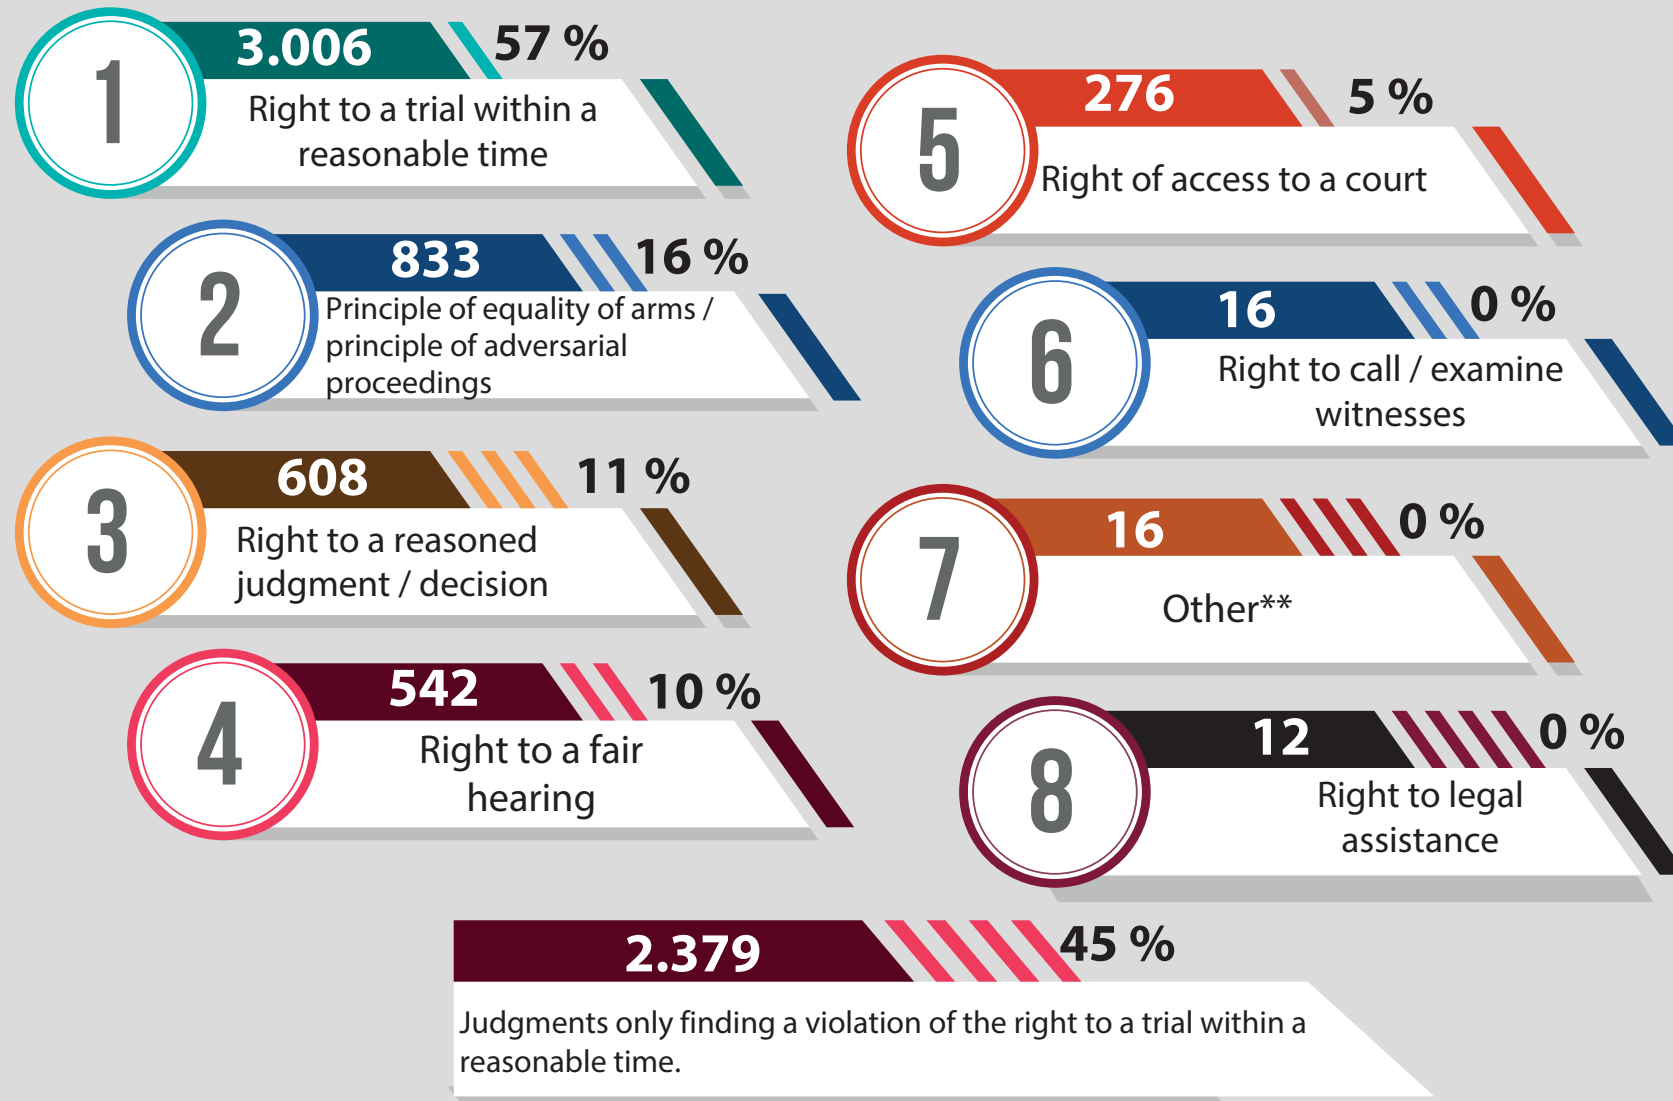 1
3.006
57 %
Right to a trial within a
reasonable time
2
833
16 %
Principle of equality of arms /
principle of adversarial
proceedings
3
608
11 %
Right to a reasoned
judgment / decision
4
542
10 %
Right to a fair
hearing
5
276
5 %
Right of access to a court
6
16
0 %
Right to call / examine
witnesses
7
16
0 %
Other**
8
12
0 %
Right to legal
assistance
2.379
45 %
Judgments only finding a violation of the right to a trial within a
reasonable time.